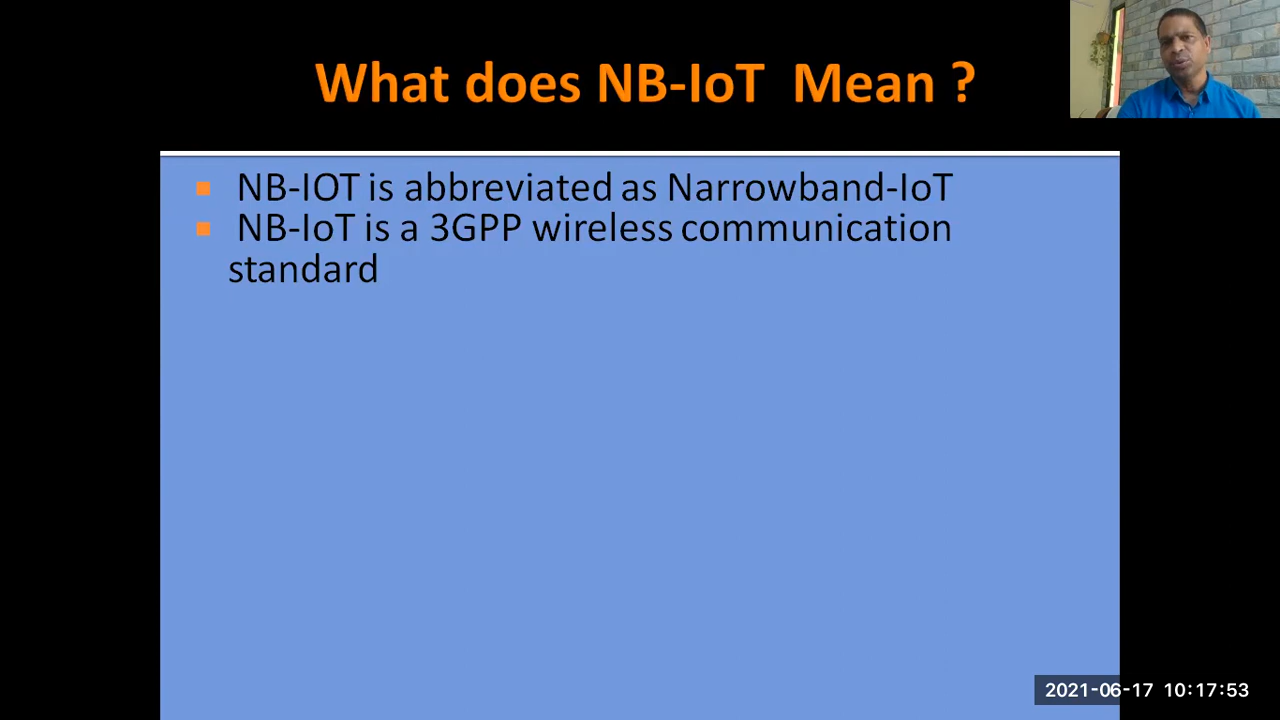 What does NB-IoT Mean ?
NB-IOT is abbreviated as Narrowband-IoT
NB-IoT is a 3GPP wireless communication
standard
2021-06-17 10:17:53